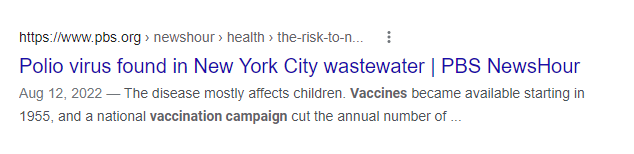 https://www.pbs.org › newshour › health › the-risk-to-n...
Polio virus found in New York City wastewater | PBS NewsHour
Aug 12, 2022 — The disease mostly affects children. Vaccines became available starting in
1955, and a national vaccination campaign cut the annual number of ...